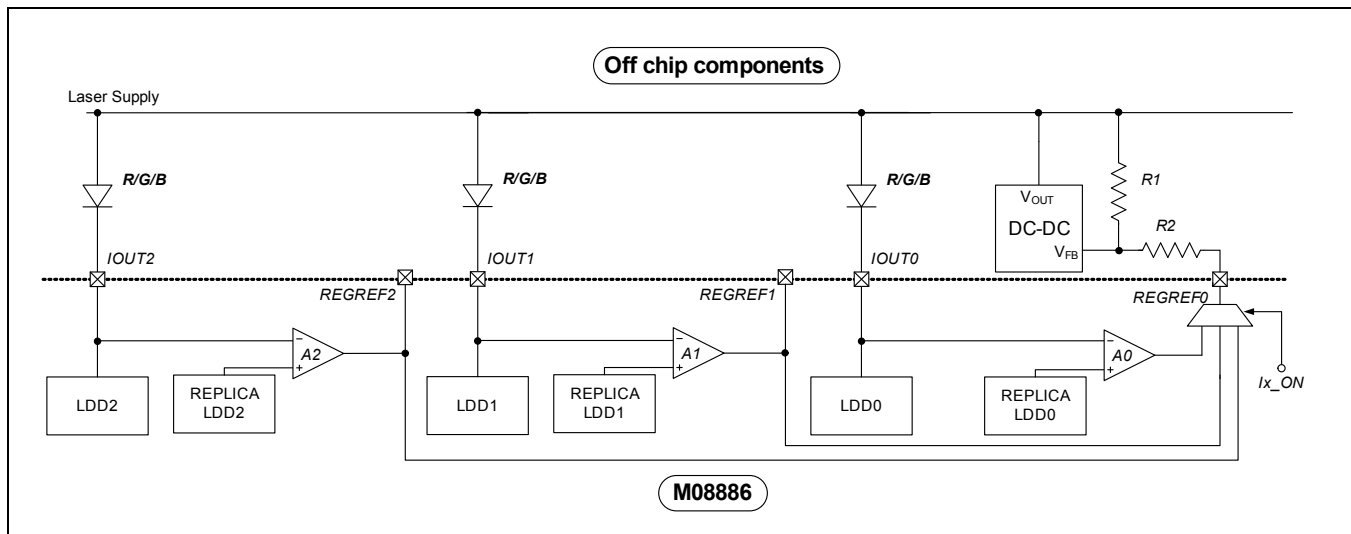 Off chip components
Laser Supply
R/G/B
R/G/B
R/G/B
R1
VOUT
DC-DC
VFB
R2
IOUT2
IOUT1
IOUT0
REGREF2
REGREF1
REGREF0
A2
A1
A0
LDD2
REPLICA
LDD2
LDD1
REPLICA
LDD1
LDD0
REPLICA
LDD0
Ix_ON
M08886